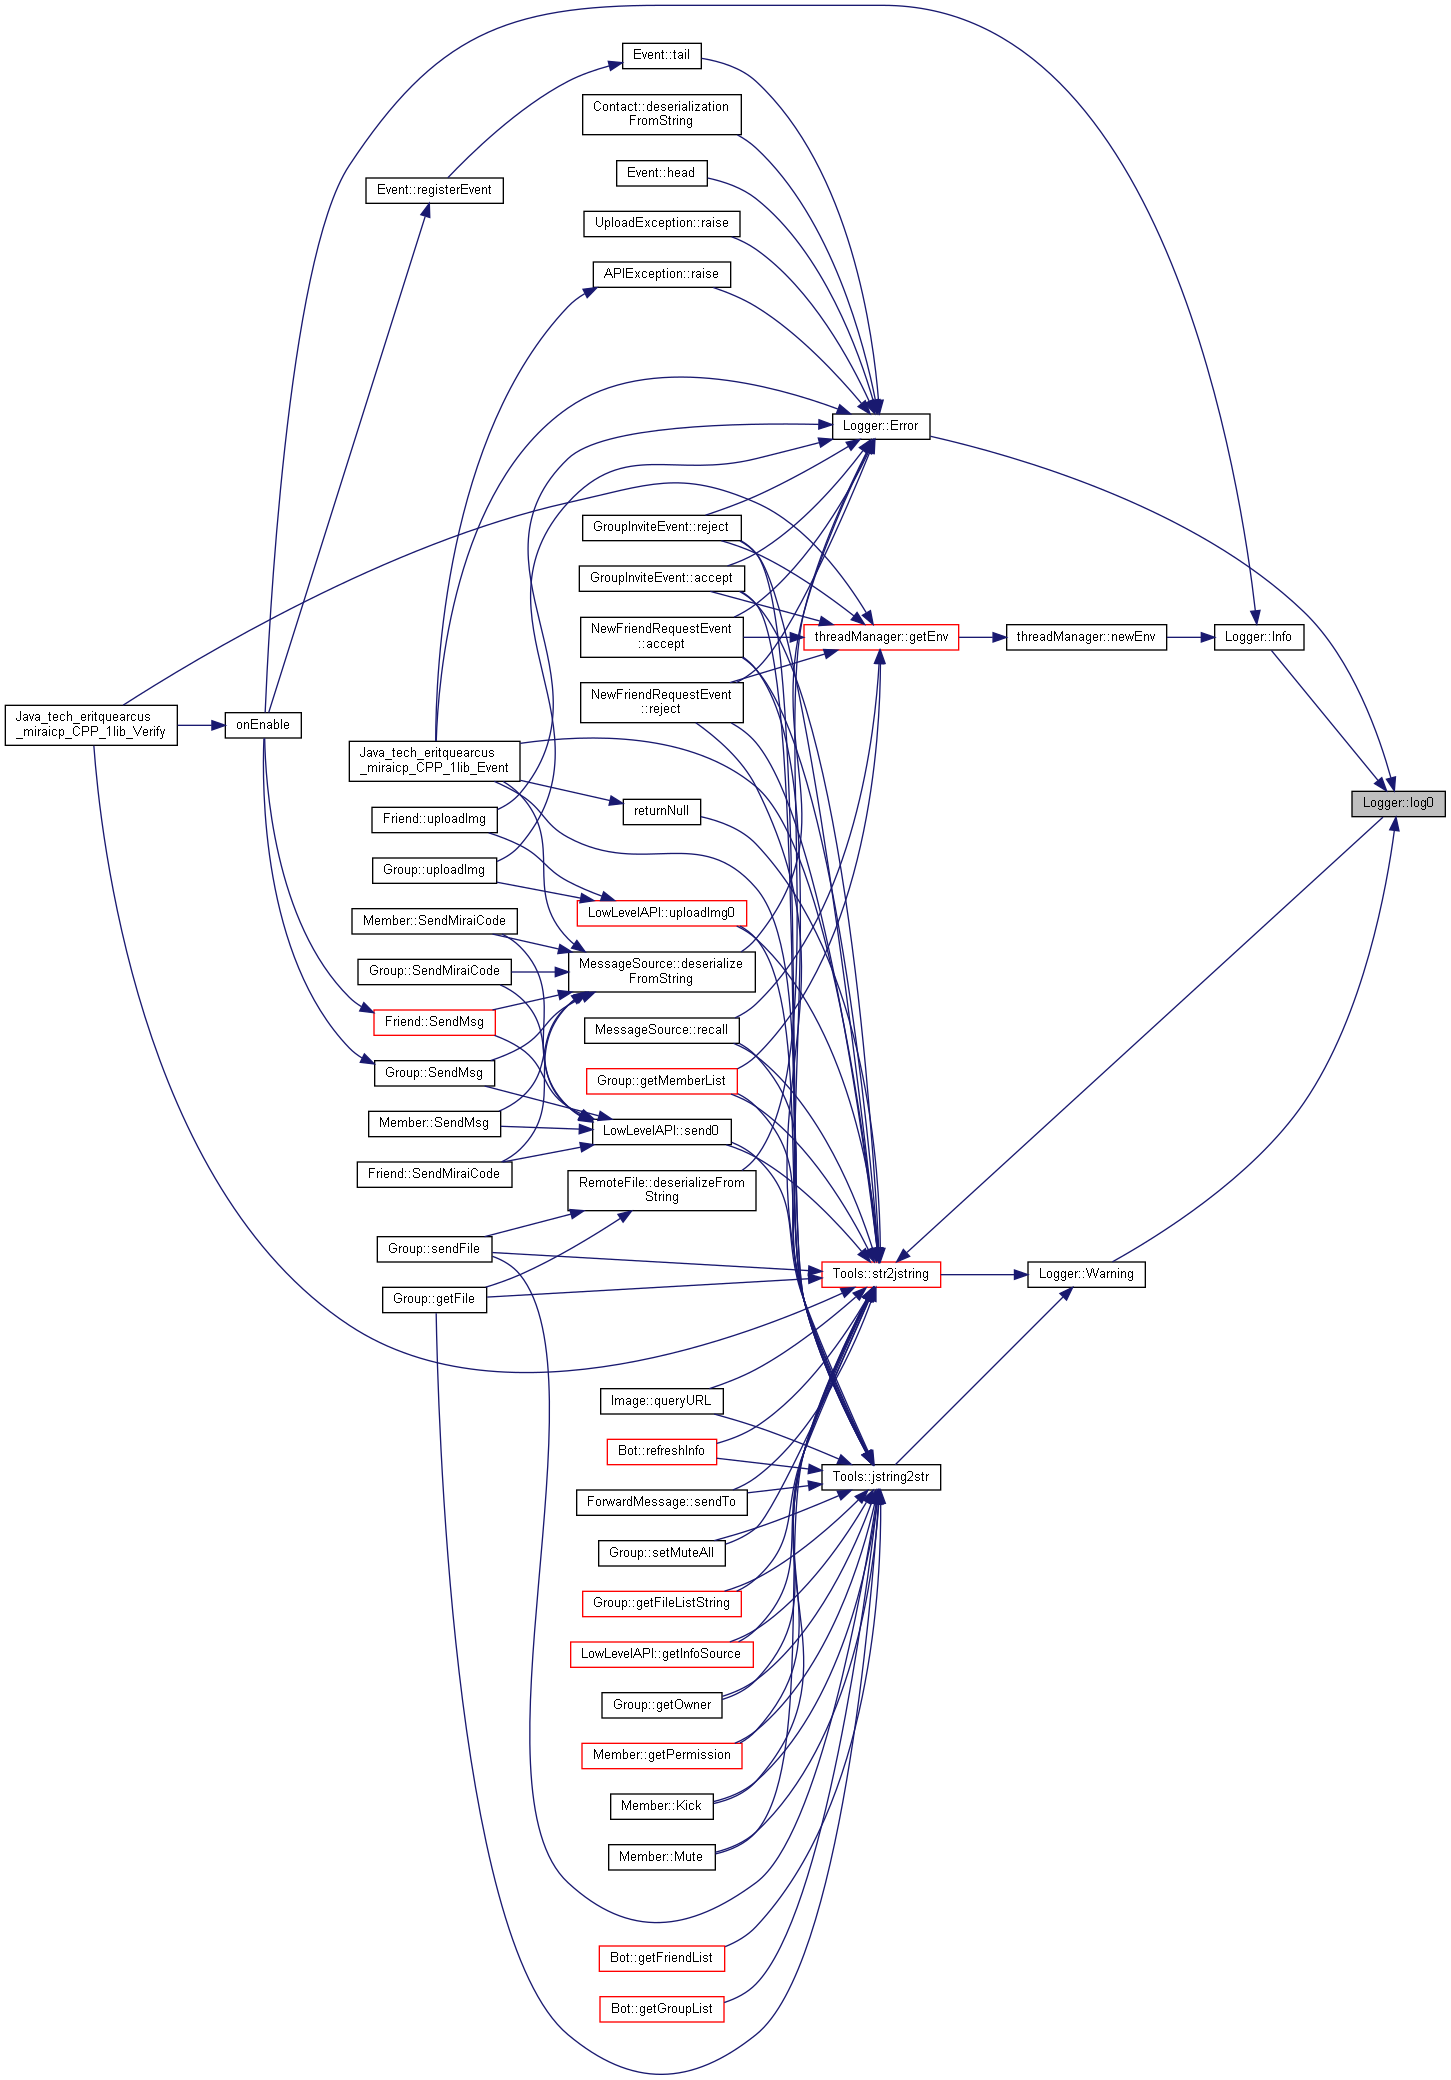 Event::tail
Contact::deserialization
FromString
Event::head
Event::registerEvent
UploadException::raise
APIException::raise
Logger::Error
GroupInviteEvent::reject
GroupInviteEvent::accept
NewFriendRequestEvent
::accept
threadManager::getEnv
threadManager::newEnv
Logger::Info
NewFriendRequestEvent
::reject
Java_tech_eritquearcus
_miraicp_CPP_1lib_Verify
onEnable
Java_tech_eritquearcus
_miraicp_CPP_1lib_Event
returnNull
Logger::log0
Friend::uploadImg
Group::uploadImg
LowLevelAPI::uploadImg0
Member::SendMiraiCode
MessageSource::deserialize
FromString
Group::SendMiraiCode
Friend::SendMsg
MessageSource::recall
Group::SendMsg
Group::getMemberList
Member::SendMsg
LowLevelAPI::send0
Friend::SendMiraiCode
RemoteFile::deserializeFrom
String
Group::sendFile
Tools::str2jstring
Logger::Warning
Group::getFile
Image::queryURL
Bot::refreshInfo
Tools::jstring2str
ForwardMessage::sendTo
Group::setMuteAll
Group::getFileListString
LowLevelAPI::getInfoSource
Group::getOwner
Member::getPermission
Member::Kick
Member::Mute
Bot::getFriendList
Bot::getGroupList